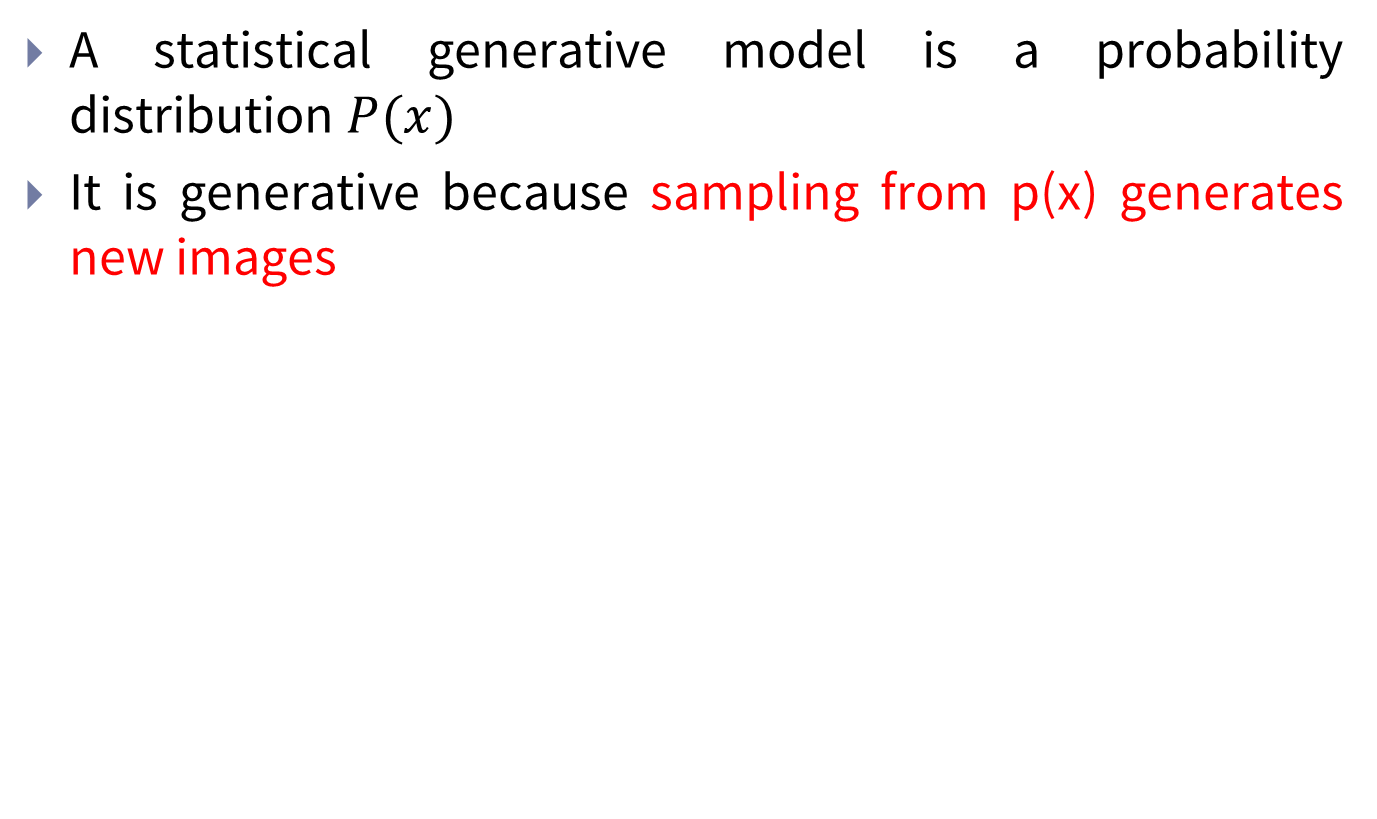 A statistical generative model is a probability
distribution P(x)
It is generative because sampling from p(x) generates
new images